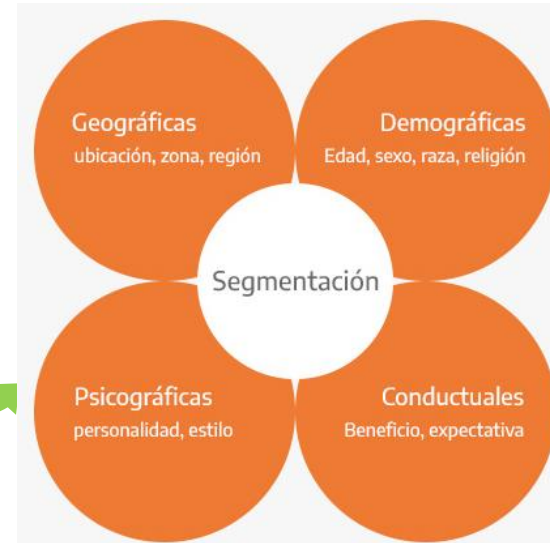 Geográficas
ubicación, zona, región
Demográficas
Edad, sexo, raza, religión
Segmentación
Psicográficas
personalidad, estilo
Conductuales
Beneficio, expectativa